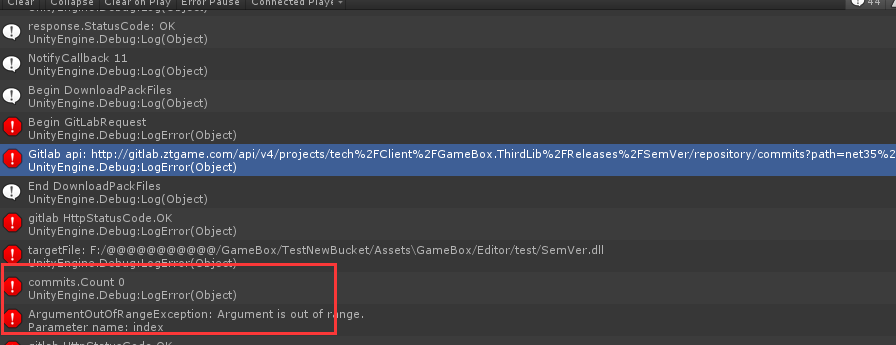 Clear Collapse Clear on Play Error Pause Connected Playe 44
UnityEngine.Debug:Log(Object)
response.StatusCode: OK
UnityEngine.Debug:Log(Object)
NotifyCallback 11
UnityEngine.Debug:Log(Object)
Begin DownloadPackFiles
UnityEngine.Debug:Log(Object)
Begin GitLabRequest
UnityEngine.Debug:LogError(Object)
Gitlab api: http://gitlab.ztgame.com/api/v4/projects/tech%2FClient%2FGameBox.ThirdLib%2FReleases%2FSemVer/repository/commits?path=net35%2
UnityEngine.Debug:LogError(Object)
End DownloadPackFiles
UnityEngine.Debug:Log(Object)
gitlab HttpStatusCode.OK
UnityEngine.Debug:LogError(Object)
targetFile: F:/@@@@@@@@@@@/GameBox/TestNewBucket/Assets\GameBox/Editor/test/SemVer.dll
UnityEngine.Debug:LogError(Object)
commits.Count 0
UnityEngine.Debug:LogError(Object)
ArgumentOutOfRangeException: Argument is out of range.
Parameter name: index
gitlab HttpStatusCode.OK